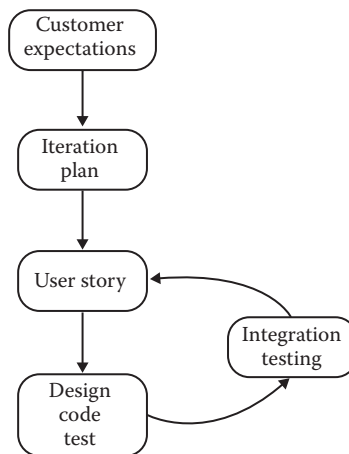 Customer
expectations
Iteration
plan
User story
Integration
testing
Design
code
test